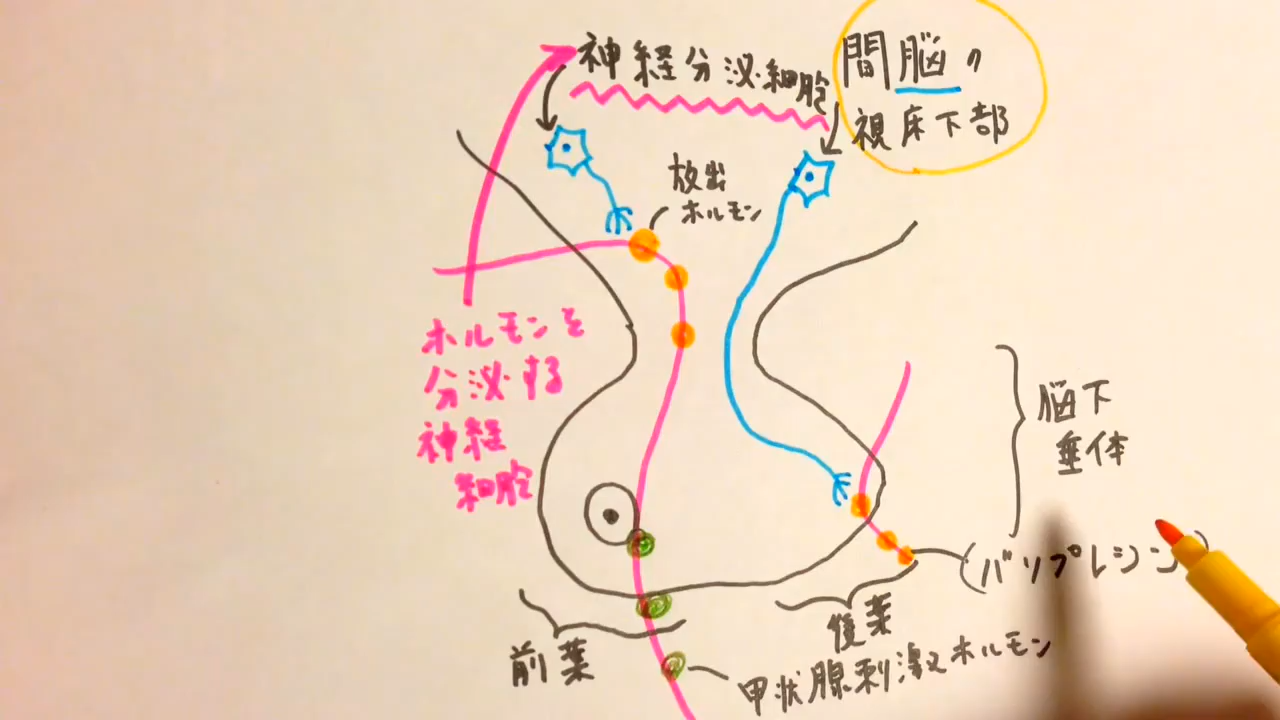 神経分泌細胞
間脳の
視床下部
放出
ホルモン
ホルモンを
分泌する
神経
細胞
脳下
垂体
(バソプレシン)
前葉
後葉
甲状腺刺激ホルモン